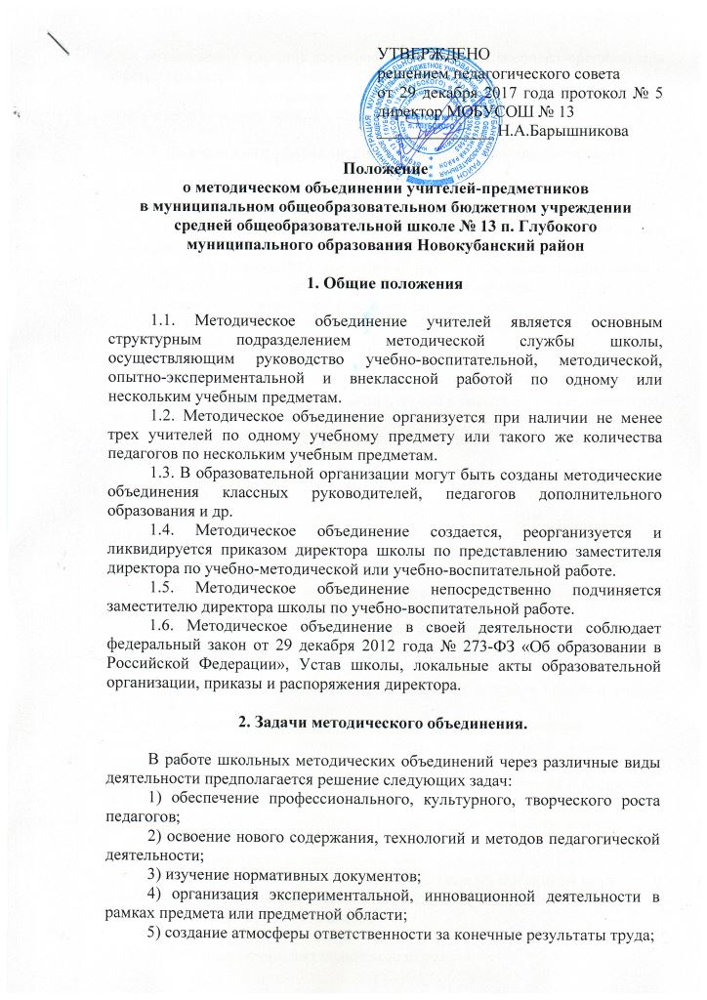 УТВЕРЖДЕНО
решением педагогического совета
от 29 декабря 2017 года протокол № 5
директор МОБУСОШ № 13
Н.А.Барышникова
Положение
о методическом объединении учителей-предметников
в муниципальном общеобразовательном бюджетном учреждении
средней общеобразовательной школе № 13 п. Глубокого
муниципального образования Новокубанский район
1. Общие положения
1.1. Методическое объединение учителей является основным
структурным подразделением методической службы школы,
осуществляющим руководство учебно-воспитательной, методической,
опытно-экспериментальной и внеклассной работой по одному или
нескольким учебным предметам.
1.2. Методическое объединение организуется при наличии не менее
трех учителей по одному учебному предмету или такого же количества
педагогов по нескольким учебным предметам.
1.3. В образовательной организации могут быть созданы методические
объединения классных руководителей, педагогов дополнительного
образования и др.
1.4. Методическое объединение создается, реорганизуется и
ликвидируется приказом директора школы по представлению заместителя
директора по учебно-методической или учебно-воспитательной работе.
1.5. Методическое объединение непосредственно подчиняется
заместителю директора школы по учебно-воспитательной работе.
1.6. Методическое объединение в своей деятельности соблюдает
федеральный закон от 29 декабря 2012 года № 273-ФЗ «Об образовании в
Российской Федерации», Устав школы, локальные акты образовательной
организации, приказы и распоряжения директора.
2. Задачи методического объединения.
В работе школьных методических объединений через различные виды
деятельности предполагается решение следующих задач:
1) обеспечение профессионального, культурного, творческого роста
педагогов;
2) освоение нового содержания, технологий и методов педагогической
деятельности;
3) изучение нормативных документов;
4) организация экспериментальной, инновационной деятельности в
рамках предмета или предметной области;
5) создание атмосферы ответственности за конечные результаты труда;